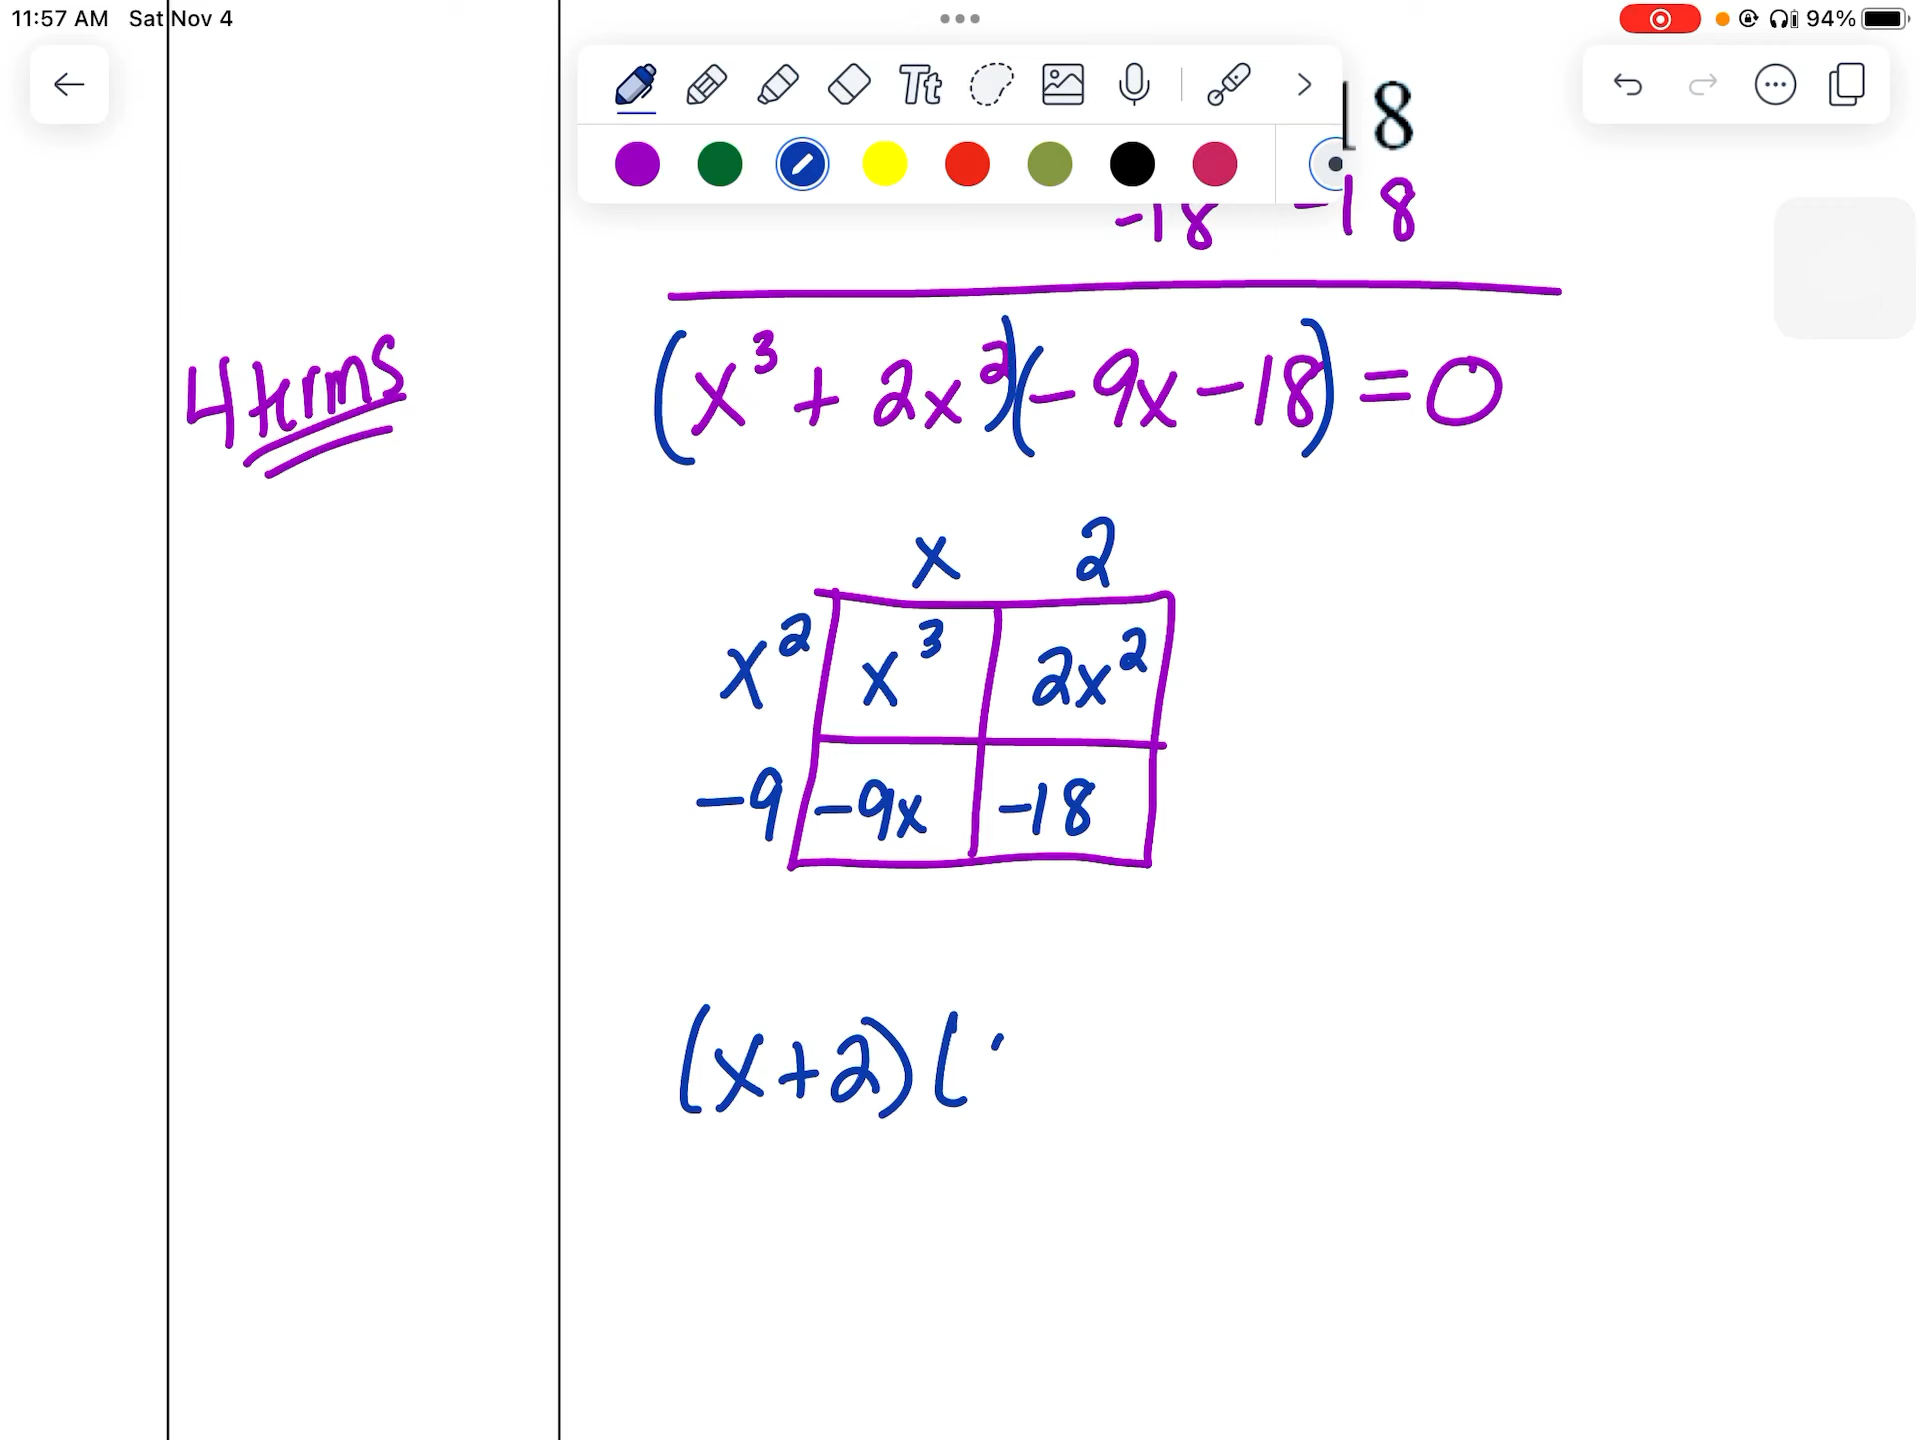 11:57 AM Sat Nov 4
94%
Tt
18
-18 -18
4 terms
(x³ + 2x²)(-9x - 18) = 0
x 2
x² x³ 2x²
-9 -9x -18
(x+2)(